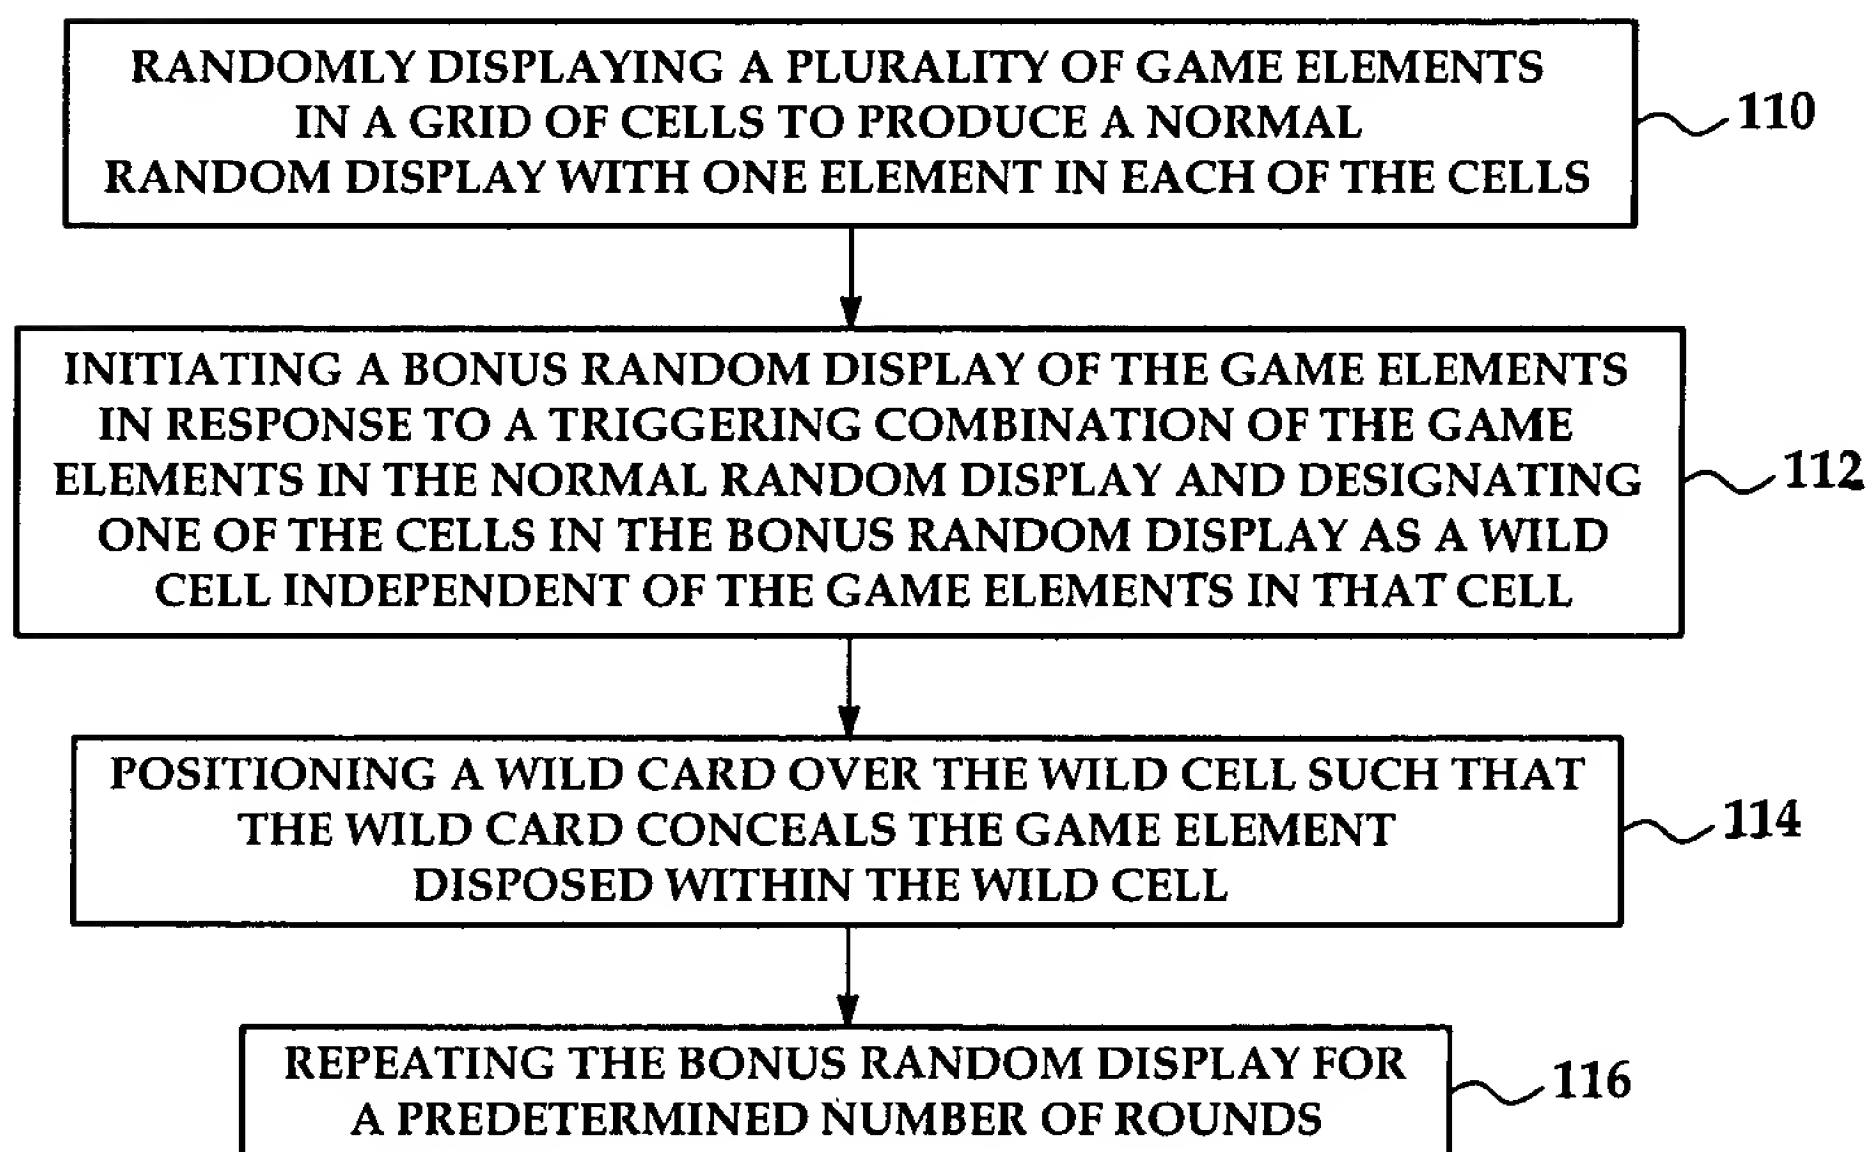 RANDOMLY DISPLAYING A PLURALITY OF GAME ELEMENTS
IN A GRID OF CELLS TO PRODUCE A NORMAL
RANDOM DISPLAY WITH ONE ELEMENT IN EACH OF THE CELLS
110
INITIATING A BONUS RANDOM DISPLAY OF THE GAME ELEMENTS
IN RESPONSE TO A TRIGGERING COMBINATION OF THE GAME
ELEMENTS IN THE NORMAL RANDOM DISPLAY AND DESIGNATING
ONE OF THE CELLS IN THE BONUS RANDOM DISPLAY AS A WILD
CELL INDEPENDENT OF THE GAME ELEMENTS IN THAT CELL
112
POSITIONING A WILD CARD OVER THE WILD CELL SUCH THAT
THE WILD CARD CONCEALS THE GAME ELEMENT
DISPOSED WITHIN THE WILD CELL
114
REPEATING THE BONUS RANDOM DISPLAY FOR
A PREDETERMINED NUMBER OF ROUNDS
116